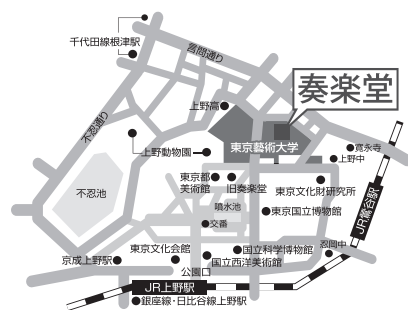 千代田線根津駅
言問通り
不忍通り
上野高
奏楽堂
東京藝術大学
寛永寺
上野中
上野動物園
東京都
美術館
旧奏楽堂
東京文化財研究所
不忍池
噴水池
交番
東京国立博物館
JR鶯谷駅
忍岡中
東京文化会館
国立科学博物館
国立西洋美術館
京成上野駅
公園口
JR上野駅
銀座線・日比谷線上野駅